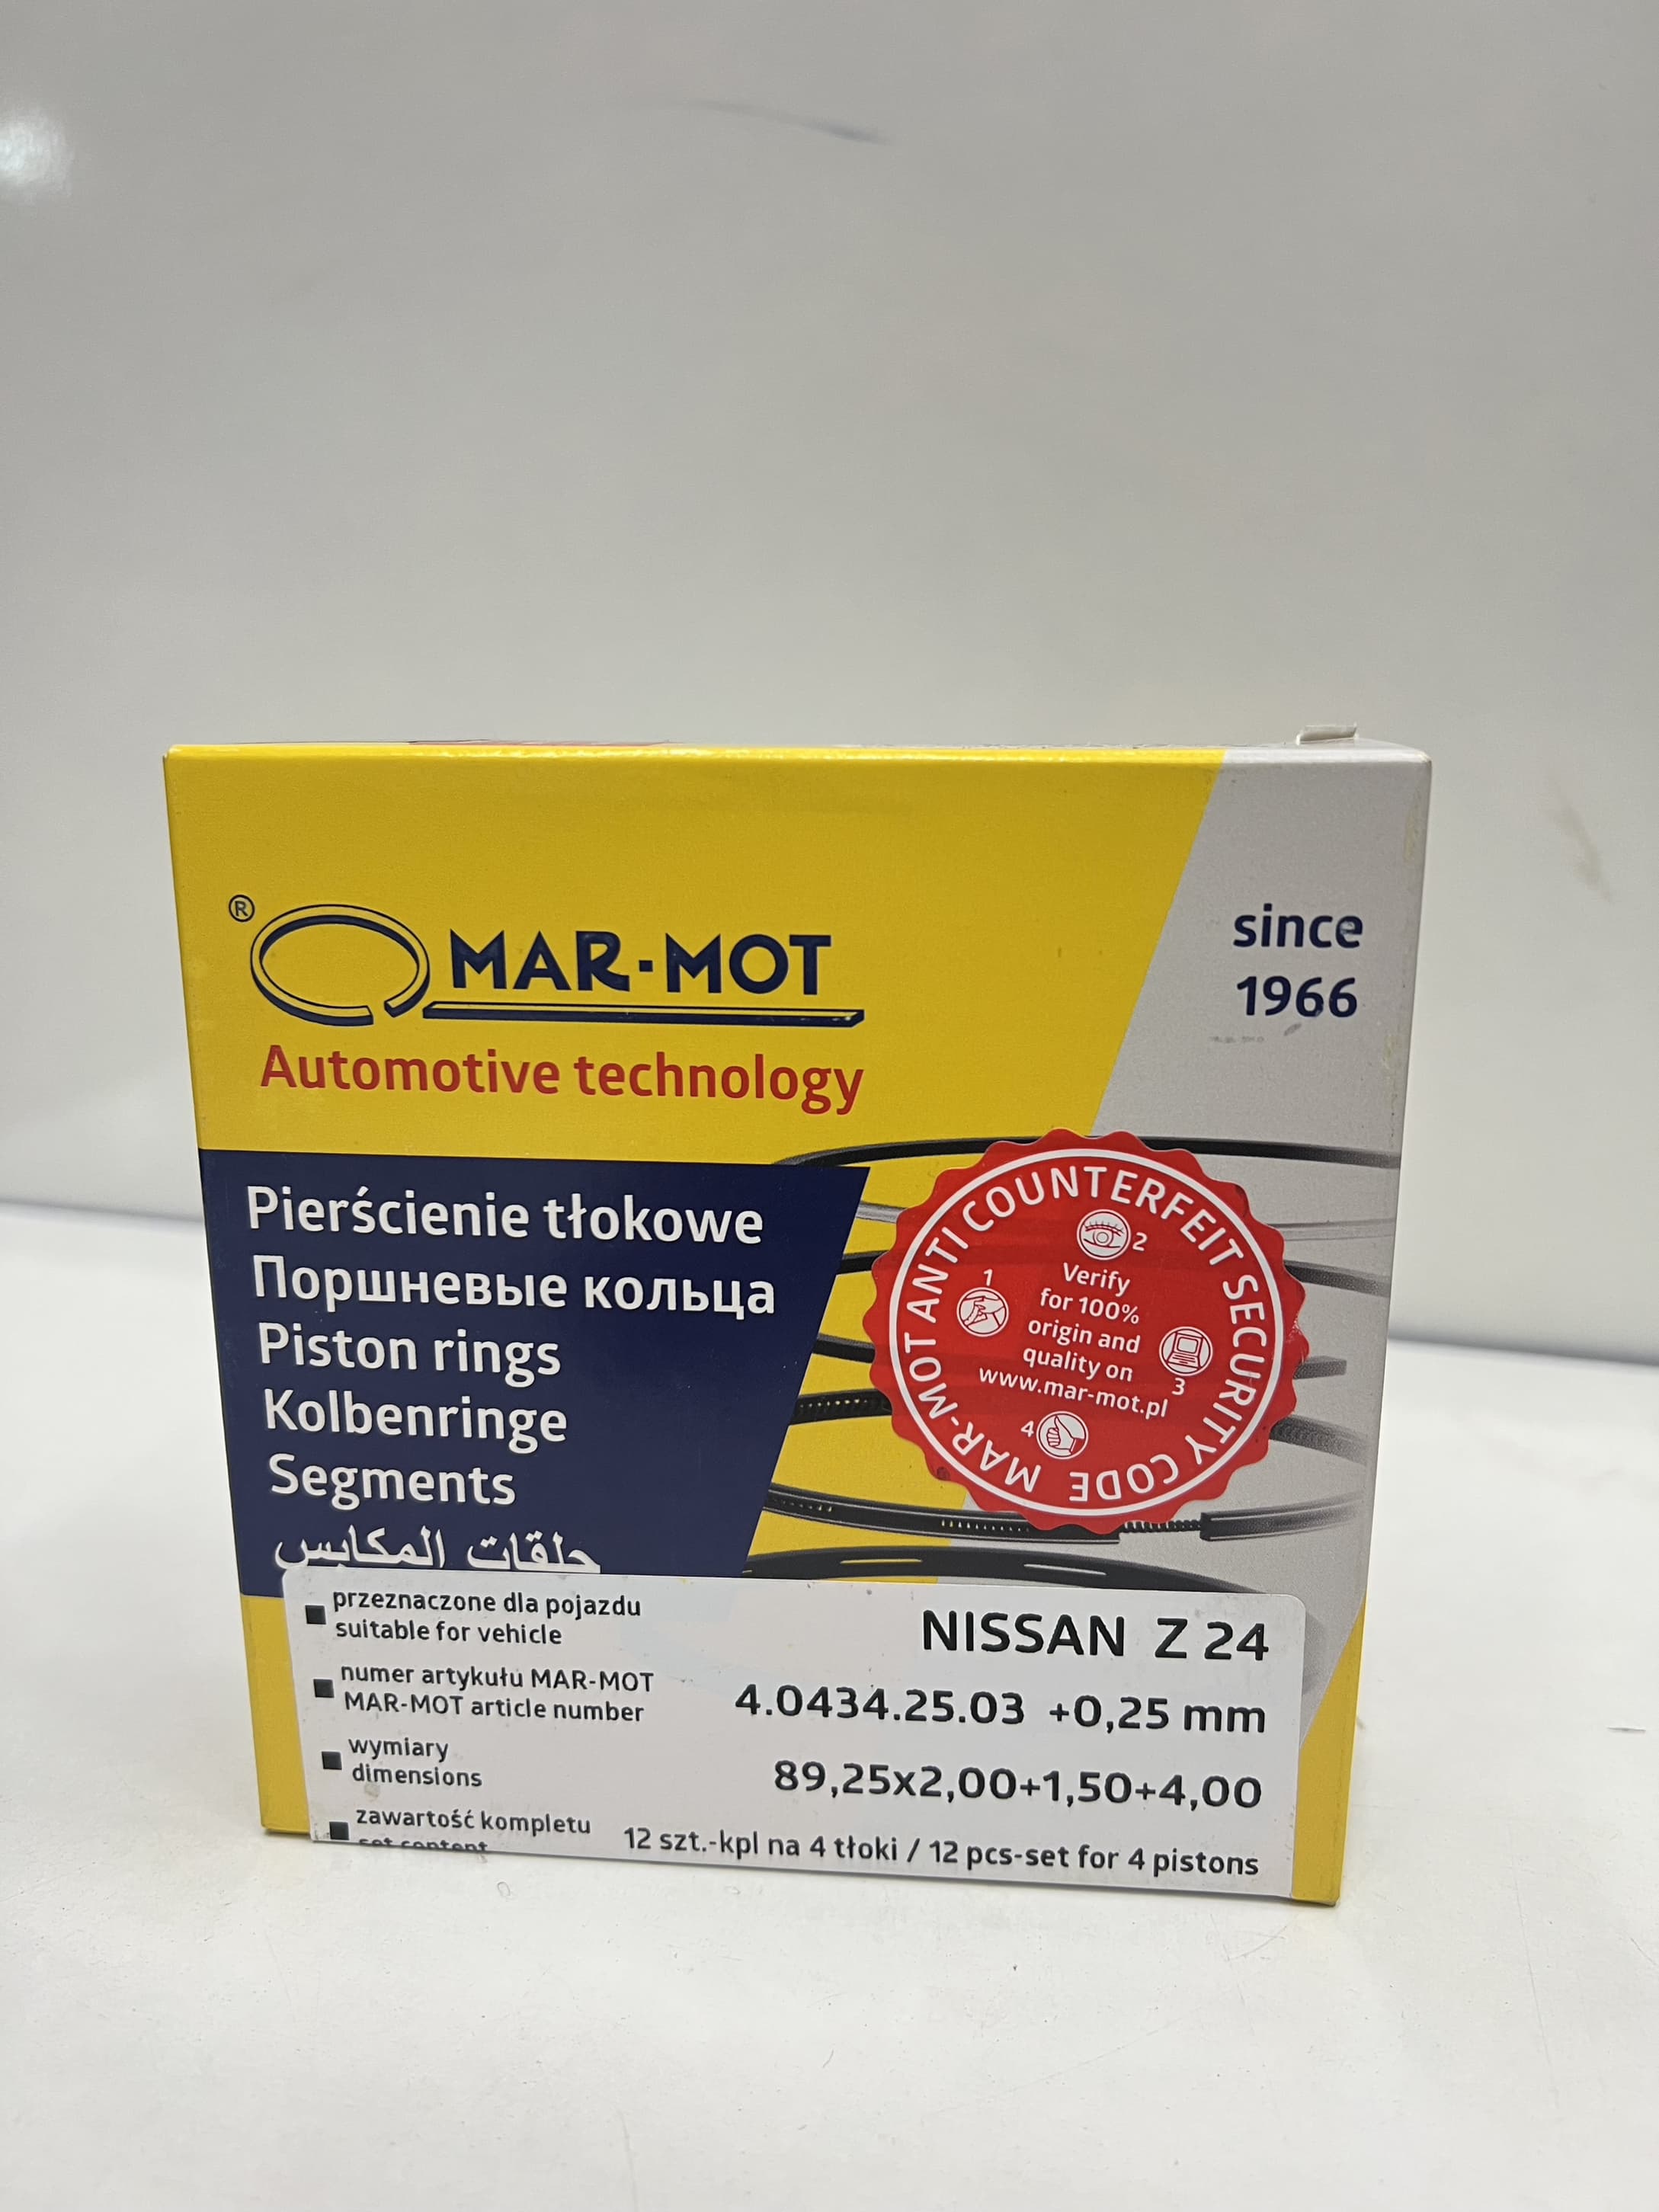 ®
MAR-MOT
Automotive technology
since
1966
Pierścienie tłokowe
Поршневые кольца
Piston rings
Kolbenringe
Segments
حلقات المكابس
MAR-MOT ANTI COUNTERFEIT SECURITY CODE
1
2
Verify
for 100%
origin and
quality on
www.mar-mot.pl
3
4
przeznaczone dla pojazdu
suitable for vehicle
NISSAN Z 24
numer artykułu MAR-MOT
MAR-MOT article number
4.0434.25.03 +0,25 mm
wymiary
dimensions
89,25x2,00+1,50+4,00
zawartość kompletu
set content
12 szt.-kpl na 4 tłoki / 12 pcs-set for 4 pistons